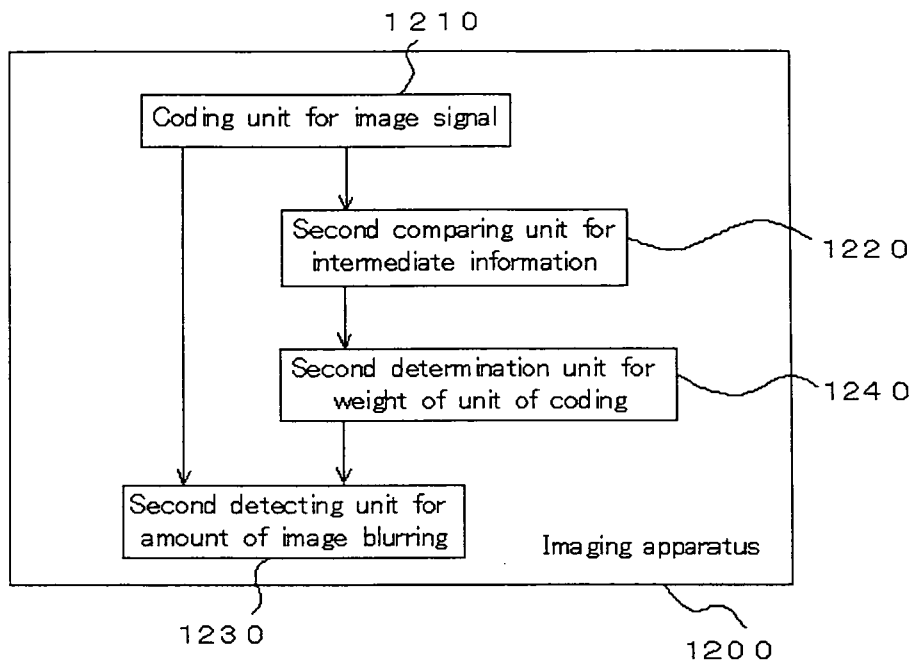 1210
Coding unit for image signal
Second comparing unit for
intermediate information
1220
Second determination unit for
weight of unit of coding
1240
Second detecting unit for
amount of image blurring
Imaging apparatus
1230
1200